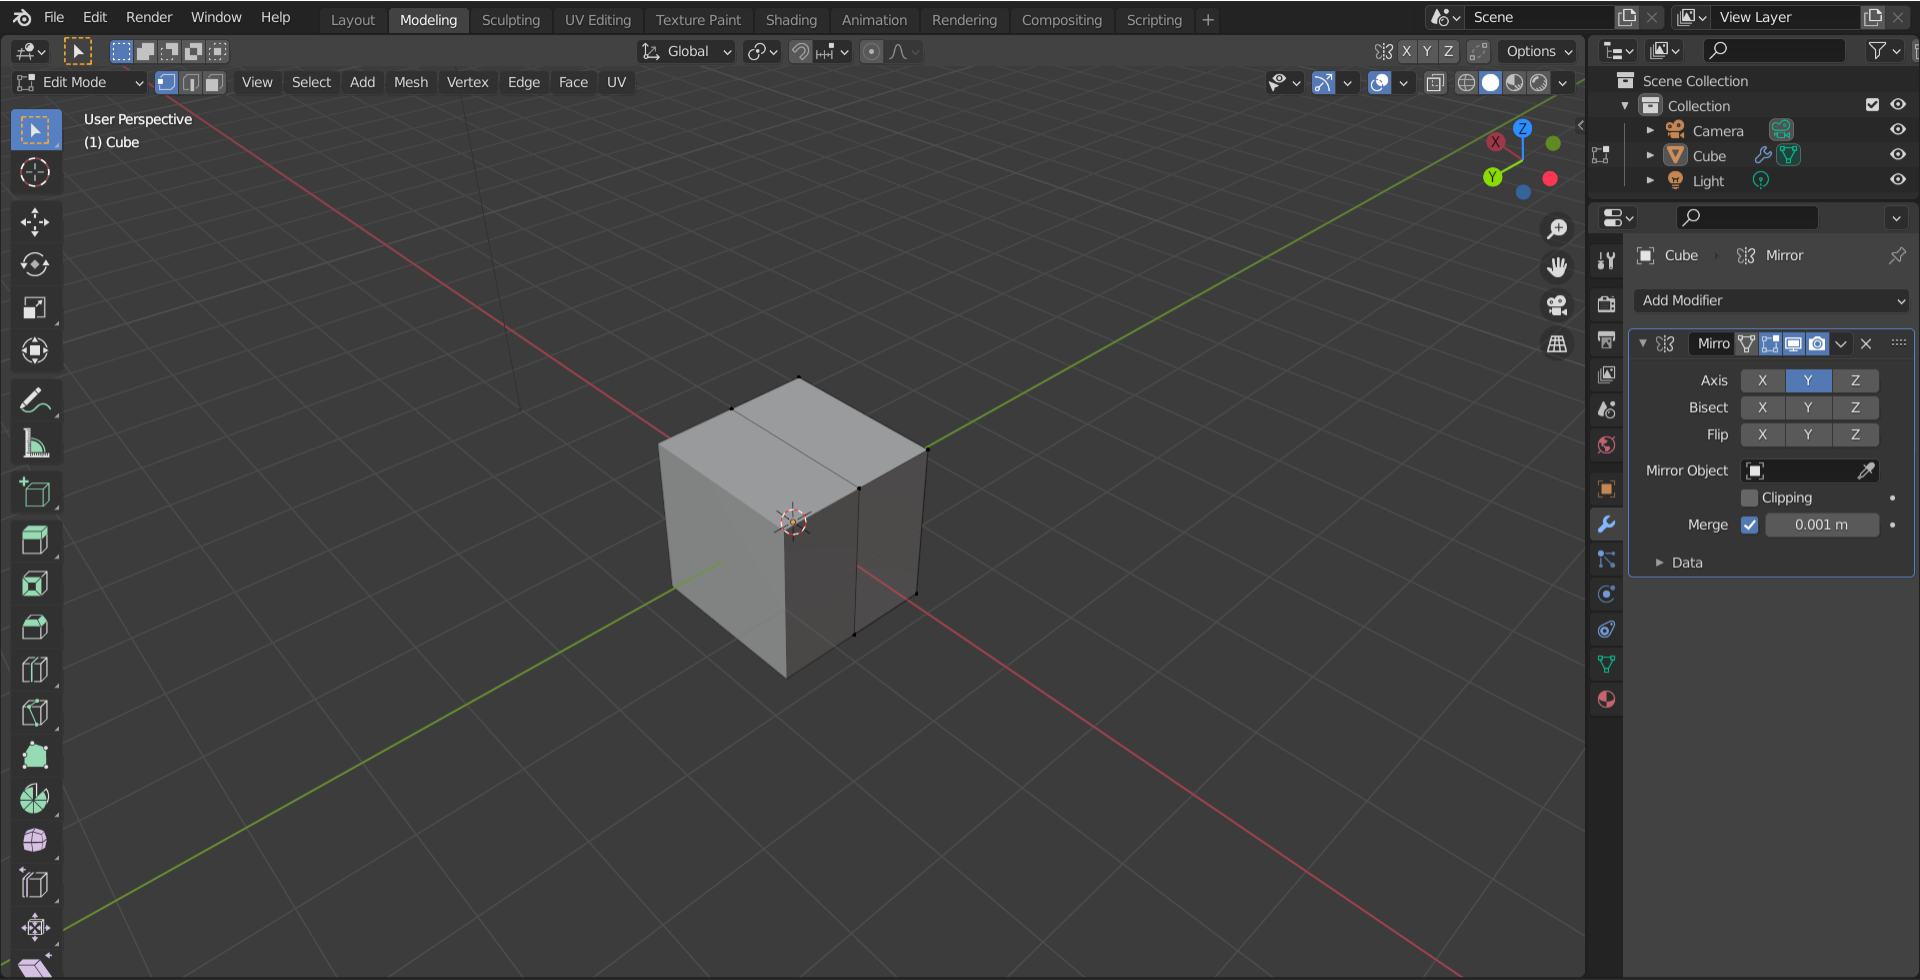 File Edit Render Window Help Layout Modeling Sculpting UV Editing Texture Paint Shading Animation Rendering Compositing Scripting + Scene View Layer
Global X Y Z Options
Edit Mode View Select Add Mesh Vertex Edge Face UV
User Perspective
(1) Cube
Z
X
Y
Scene Collection
Collection
Camera
Cube
Light
Cube Mirror
Add Modifier
Mirro
Axis X Y Z
Bisect X Y Z
Flip X Y Z
Mirror Object
Clipping
Merge 0.001 m
Data